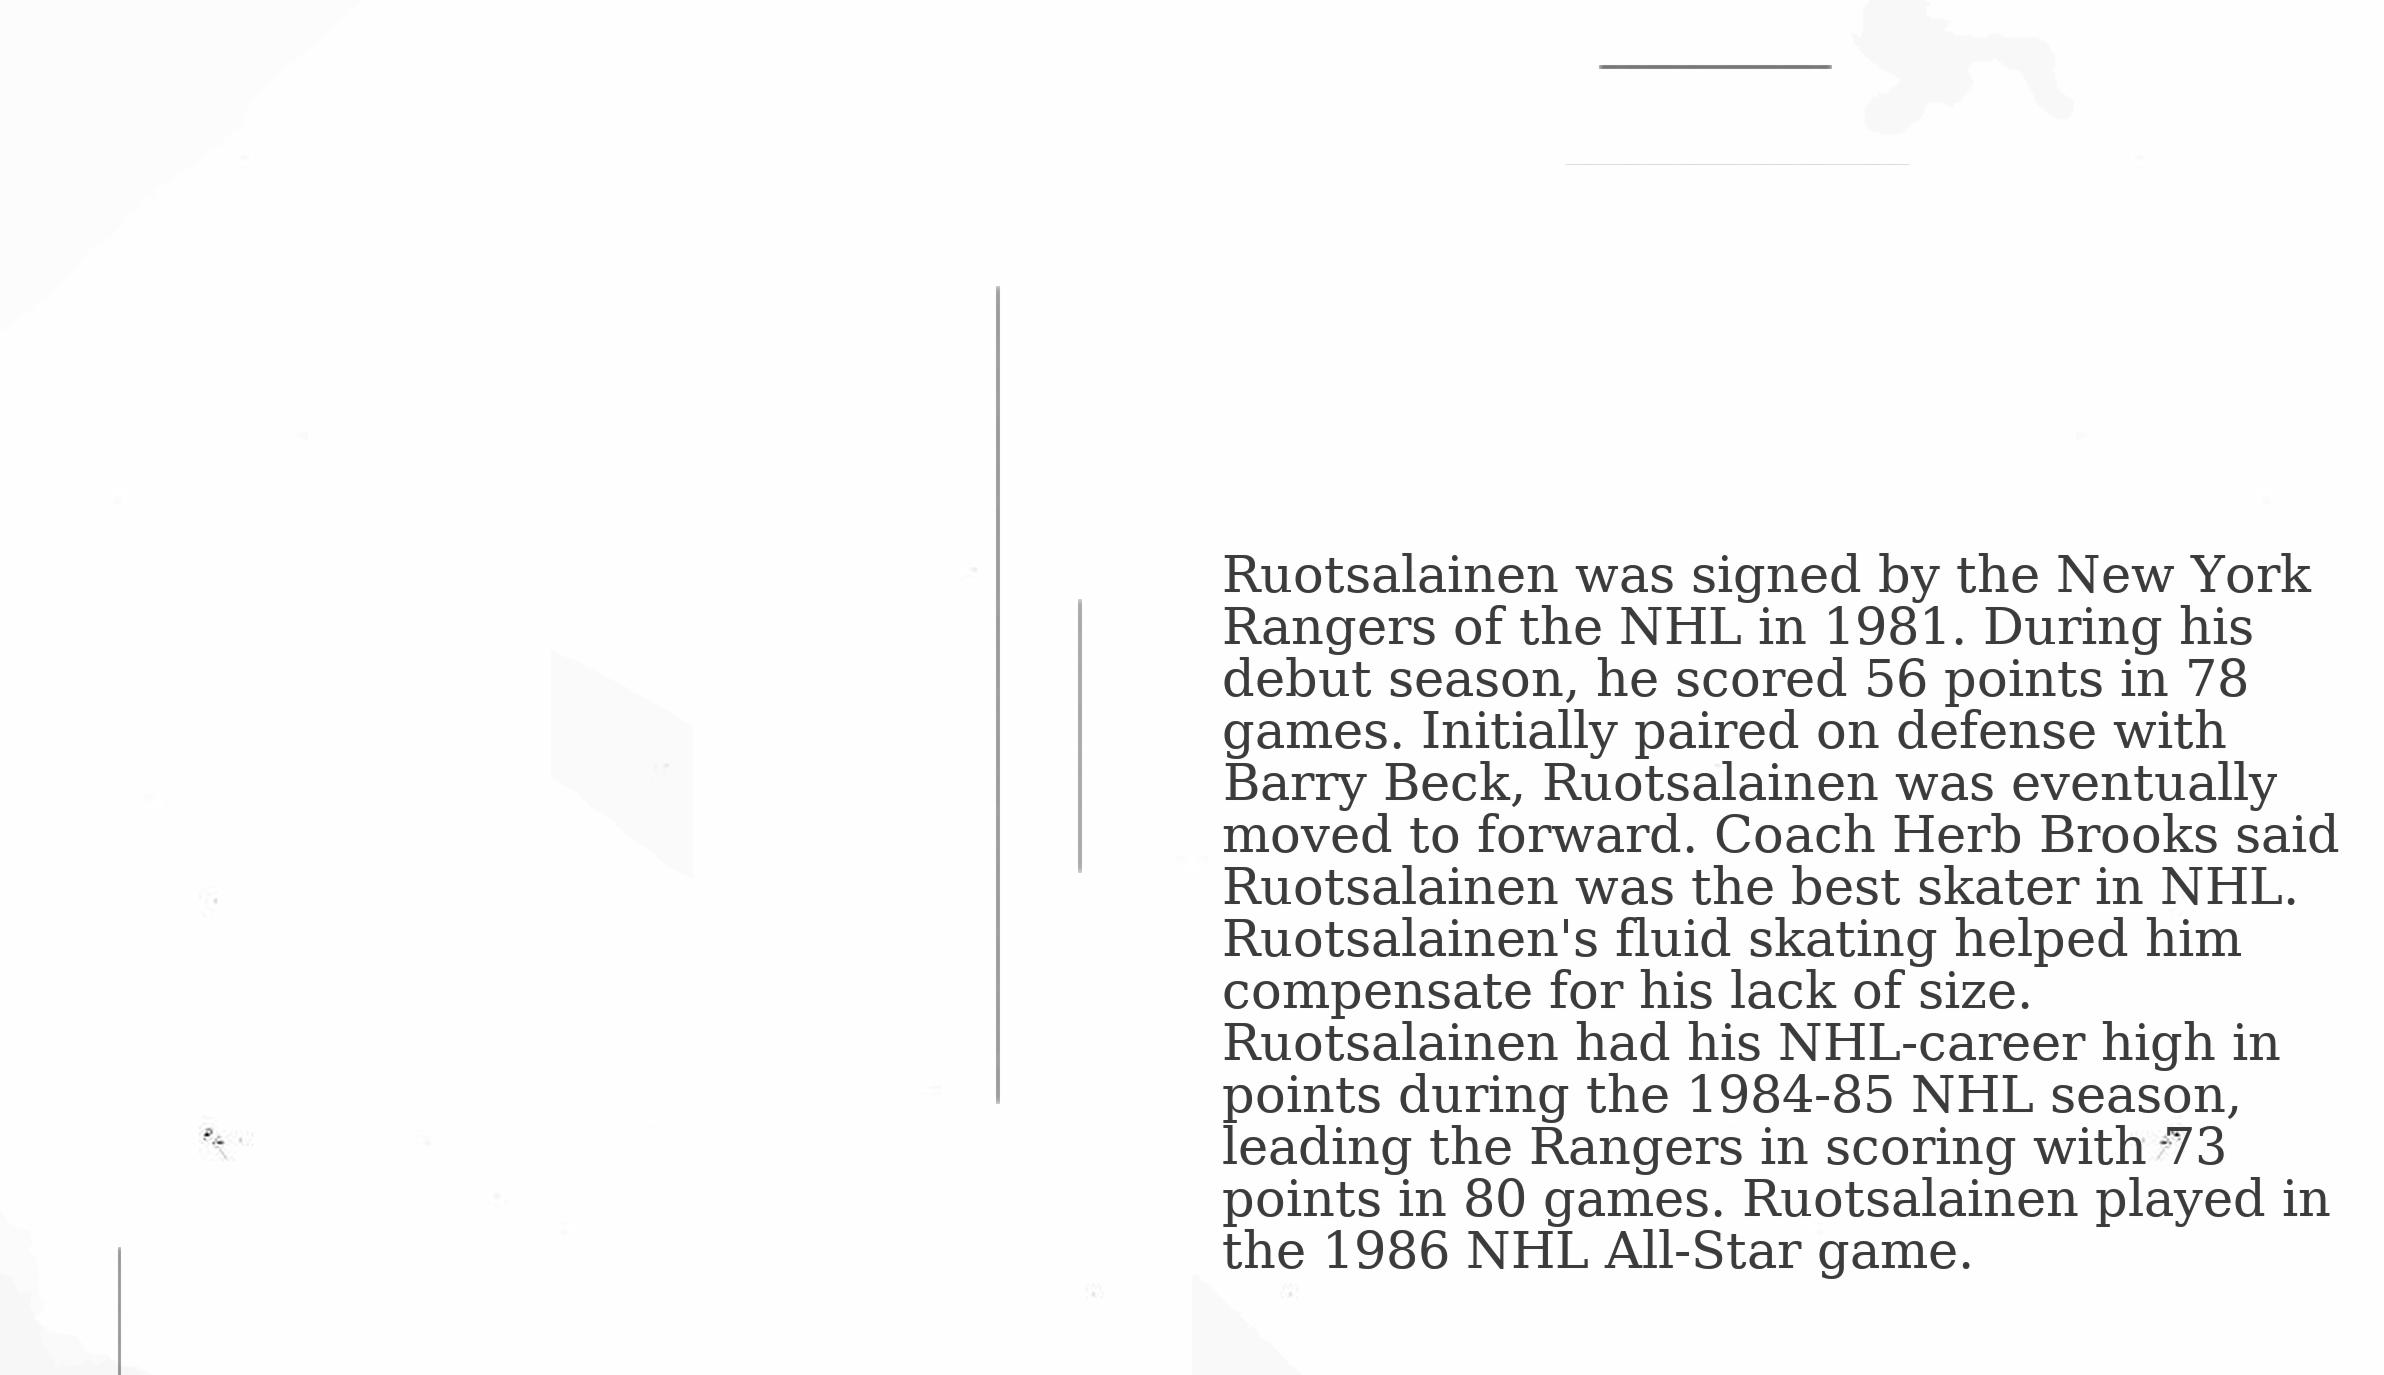 Ruotsalainen was signed by the New York
Rangers of the NHL in 1981. During his
debut season, he scored 56 points in 78
games. Initially paired on defense with
Barry Beck, Ruotsalainen was eventually
moved to forward. Coach Herb Brooks said
Ruotsalainen was the best skater in NHL.
Ruotsalainen's fluid skating helped him
compensate for his lack of size.
Ruotsalainen had his NHL-career high in
points during the 1984-85 NHL season,
leading the Rangers in scoring with 73
points in 80 games. Ruotsalainen played in
the 1986 NHL All-Star game.